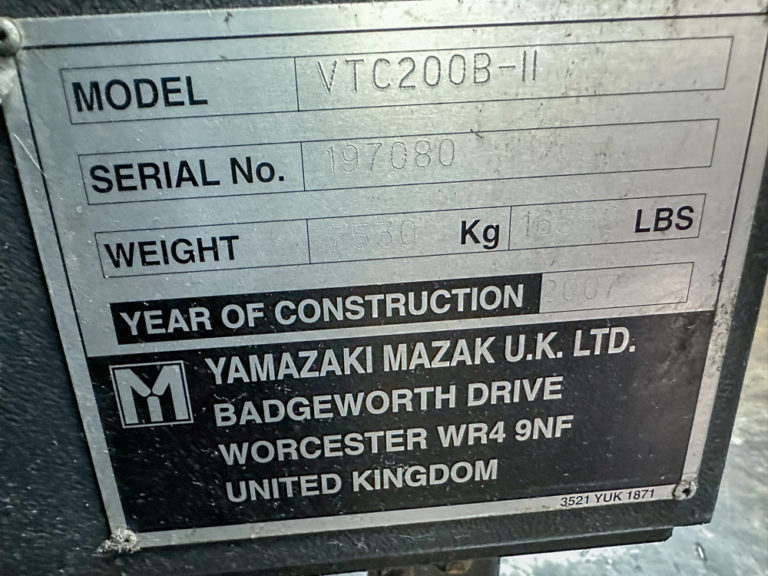 MODEL VTC200B-II
SERIAL No. 197080
WEIGHT Kg LBS
YEAR OF CONSTRUCTION 2007
YAMAZAKI MAZAK U.K. LTD.
BADGEWORTH DRIVE
WORCESTER WR4 9NF
UNITED KINGDOM
3521 YUK 1871